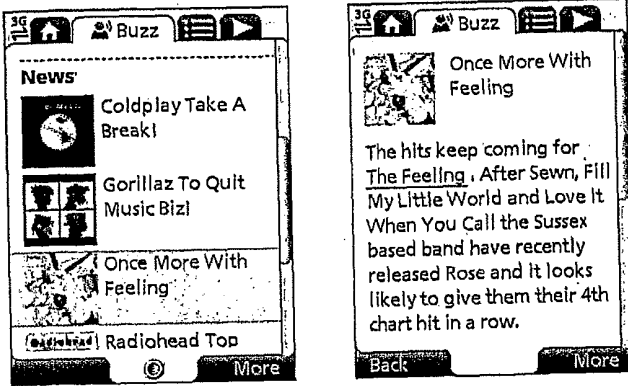 3G
Buzz
News
Coldplay Take A
Break!
Gorillaz To Quit
Music Biz!
Once More With
Feeling
Radiohead
Radiohead Top
More
3G
Buzz
Once More With
Feeling
The hits keep coming for
The Feeling . After Sewn, Fill
My Little World and Love It
When You Call the Sussex
based band have recently
released Rose and it looks
likely to give them their 4th
chart hit in a row.
Back
More